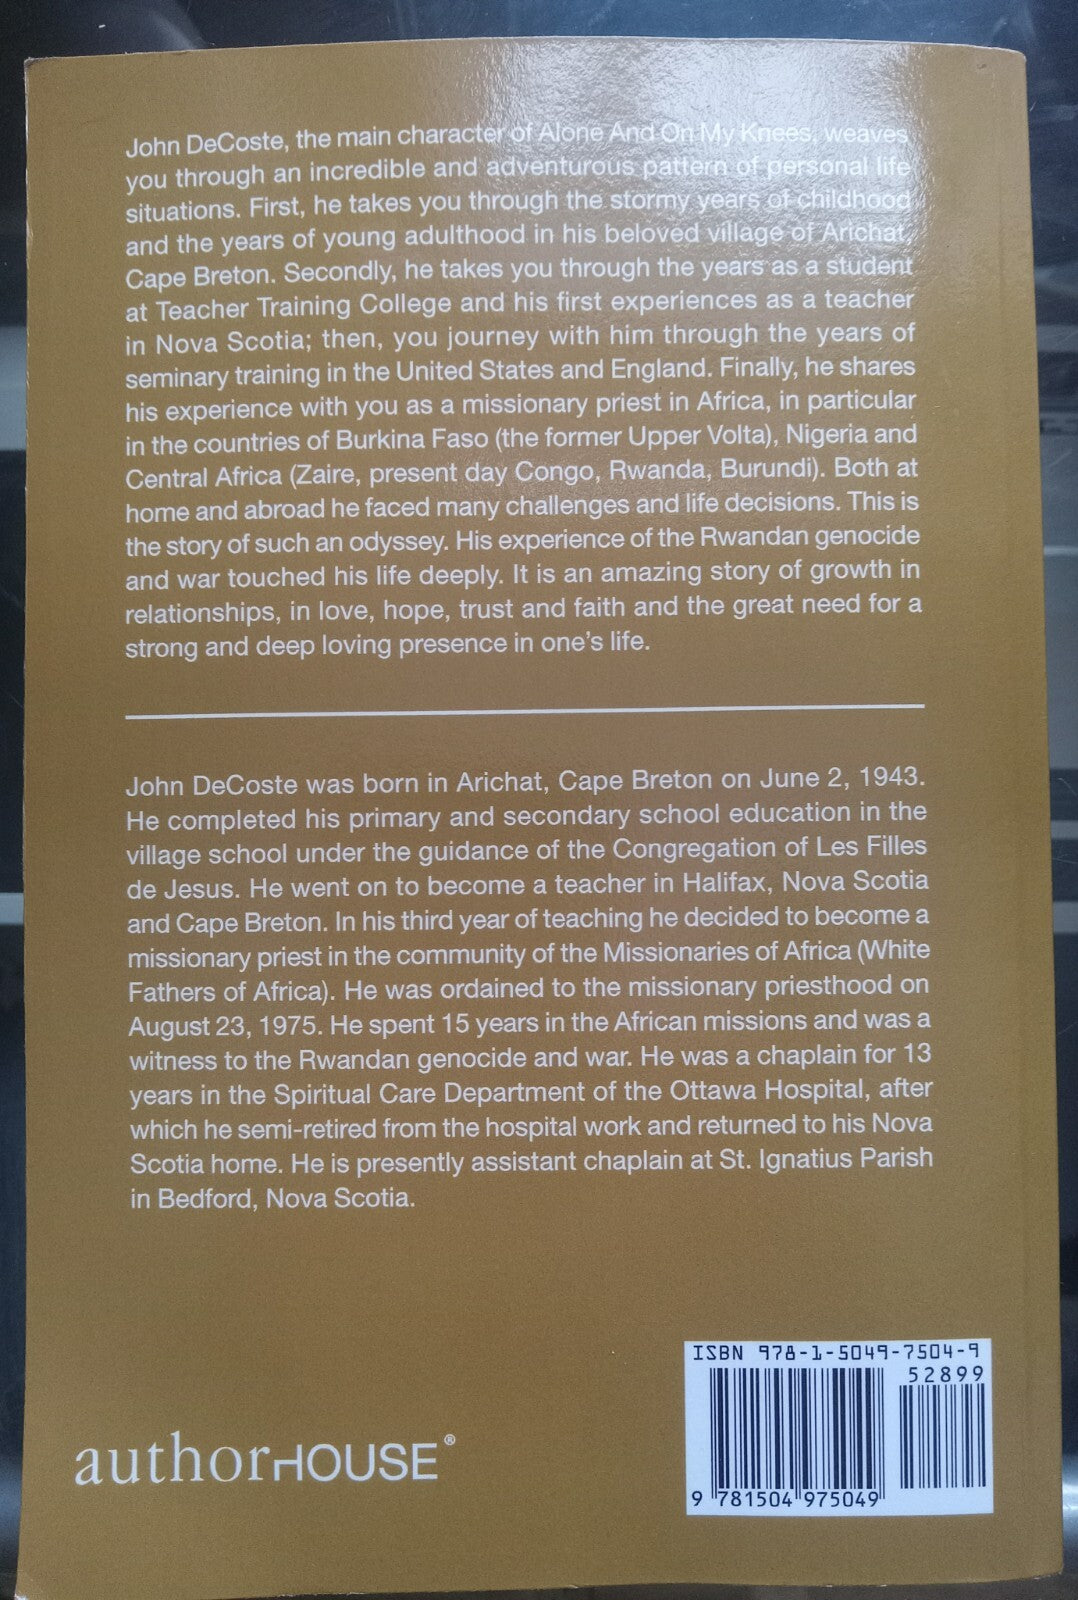 John DeCoste, the main character of Alone And On My Knees, weaves
you through an incredible and adventurous pattern of personal life
situations. First, he takes you through the stormy years of childhood
and the years of young adulthood in his beloved village of Arichat,
Cape Breton. Secondly, he takes you through the years as a student
at Teacher Training College and his first experiences as a teacher
in Nova Scotia; then, you journey with him through the years of
seminary training in the United States and England. Finally, he shares
his experience with you as a missionary priest in Africa, in particular
in the countries of Burkina Faso (the former Upper Volta), Nigeria and
Central Africa (Zaire, present day Congo, Rwanda, Burundi). Both at
home and abroad he faced many challenges and life decisions. This is
the story of such an odyssey. His experience of the Rwandan genocide
and war touched his life deeply. It is an amazing story of growth in
relationships, in love, hope, trust and faith and the great need for a
strong and deep loving presence in one's life.
John DeCoste was born in Arichat, Cape Breton on June 2, 1943.
He completed his primary and secondary school education in the
village school under the guidance of the Congregation of Les Filles
de Jesus. He went on to become a teacher in Halifax, Nova Scotia
and Cape Breton. In his third year of teaching he decided to become a
missionary priest in the community of the Missionaries of Africa (White
Fathers of Africa). He was ordained to the missionary priesthood on
August 23, 1975. He spent 15 years in the African missions and was a
witness to the Rwandan genocide and war. He was a chaplain for 13
years in the Spiritual Care Department of the Ottawa Hospital, after
which he semi-retired from the hospital work and returned to his Nova
Scotia home. He is presently assistant chaplain at St. Ignatius Parish
in Bedford, Nova Scotia.
ISBN 978-1-5049-7504-9
52899
authorHOUSE®
9 781504 975049